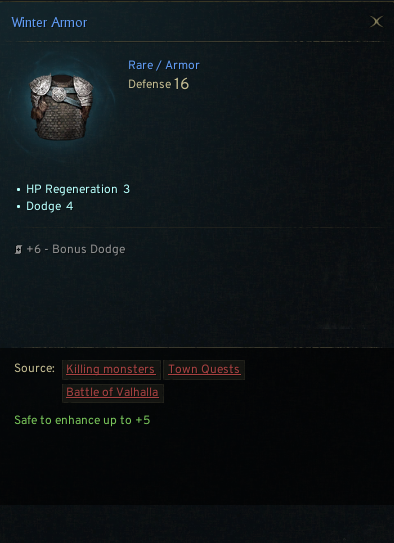 Winter Armor
Rare / Armor
Defense 16
• HP Regeneration 3
• Dodge 4
+6 - Bonus Dodge
Source: Killing monsters Town Quests
Battle of Valhalla
Safe to enhance up to +5